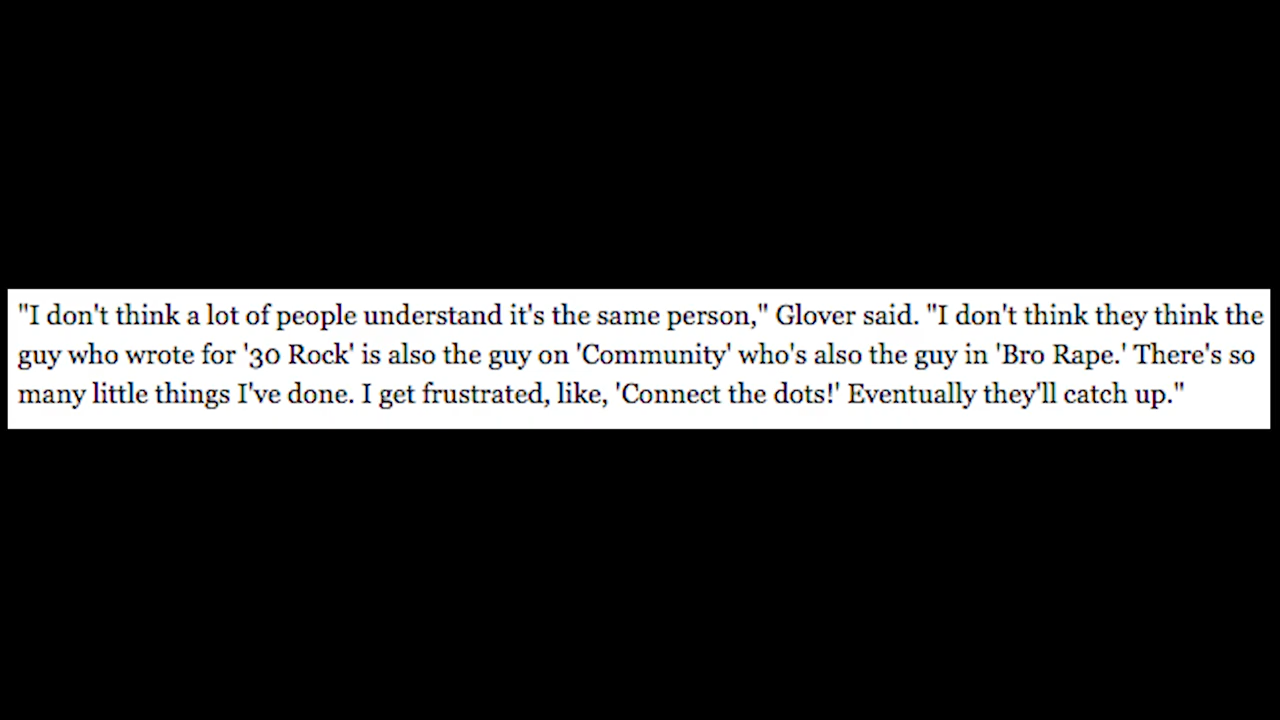 "I don't think a lot of people understand it's the same person," Glover said. "I don't think they think the
guy who wrote for '30 Rock' is also the guy on 'Community' who's also the guy in 'Bro Rape.' There's so
many little things I've done. I get frustrated, like, 'Connect the dots!' Eventually they'll catch up."